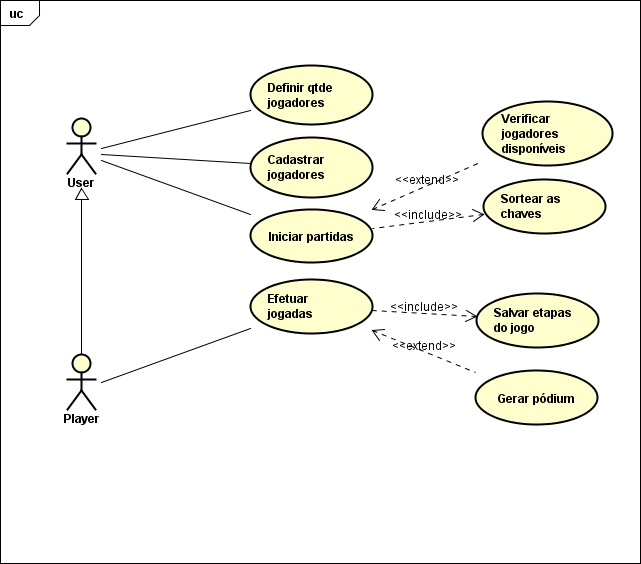 uc
Definir qtde
jogadores
Verificar
jogadores
disponíveis
User
Cadastrar
jogadores
<<extend>>
Sortear as
chaves
<<include>>
Iniciar partidas
Efetuar
jogadas
<<include>>
Salvar etapas
do jogo
<<extend>>
Player
Gerar pódium